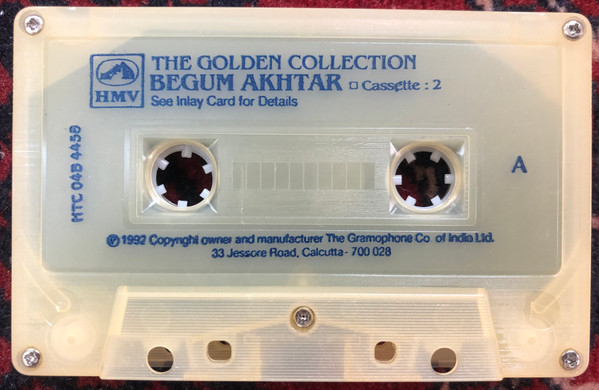 THE GOLDEN COLLECTION
HMV BEGUM AKHTAR Cassette : 2
See Inlay Card for Details
HTC 04B 4458
A
℗ 1992 Copyright owner and manufacturer The Gramophone Co. of India Ltd.
33 Jessore Road, Calcutta - 700 028